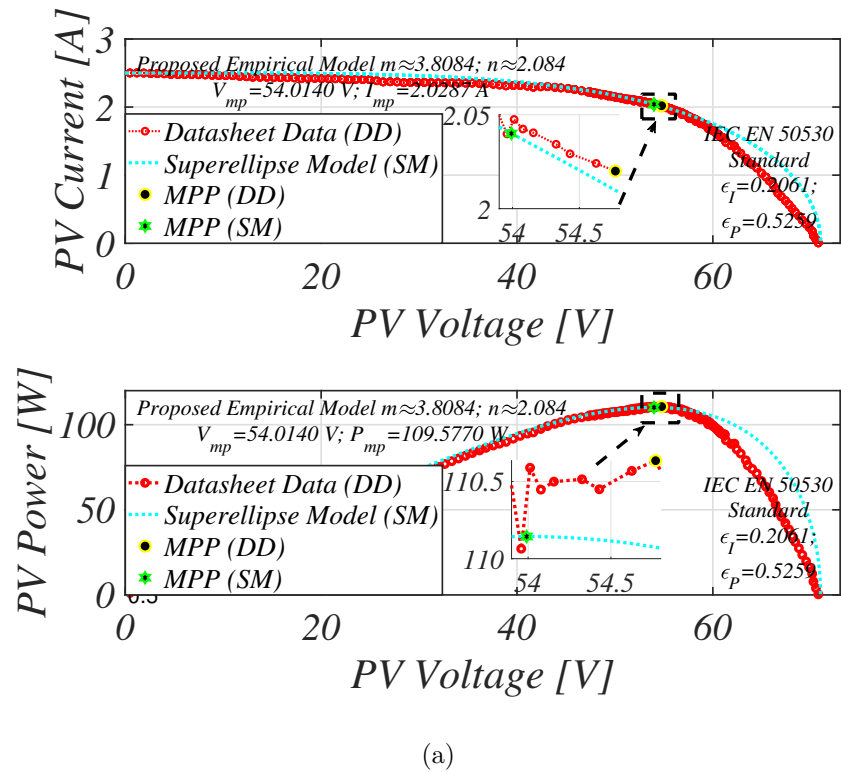 3
2
1
0
PV Current [A]
Proposed Empirical Model m≈3.8084; n≈2.084
V_mp=54.0140 V; I_mp=2.0287 A
Datasheet Data (DD)
Superellipse Model (SM)
MPP (DD)
MPP (SM)
2.05
2
54 54.5
IEC EN 50530
Standard
ϵ_I=0.2061;
ϵ_P=0.5259
0 20 40 60
PV Voltage [V]
100
50
0
PV Power [W]
Proposed Empirical Model m≈3.8084; n≈2.084
V_mp=54.0140 V; P_mp=109.5770 W
Datasheet Data (DD)
Superellipse Model (SM)
MPP (DD)
MPP (SM)
110.5
110
54 54.5
IEC EN 50530
Standard
ϵ_I=0.2061;
ϵ_P=0.5259
0 20 40 60
PV Voltage [V]
(a)